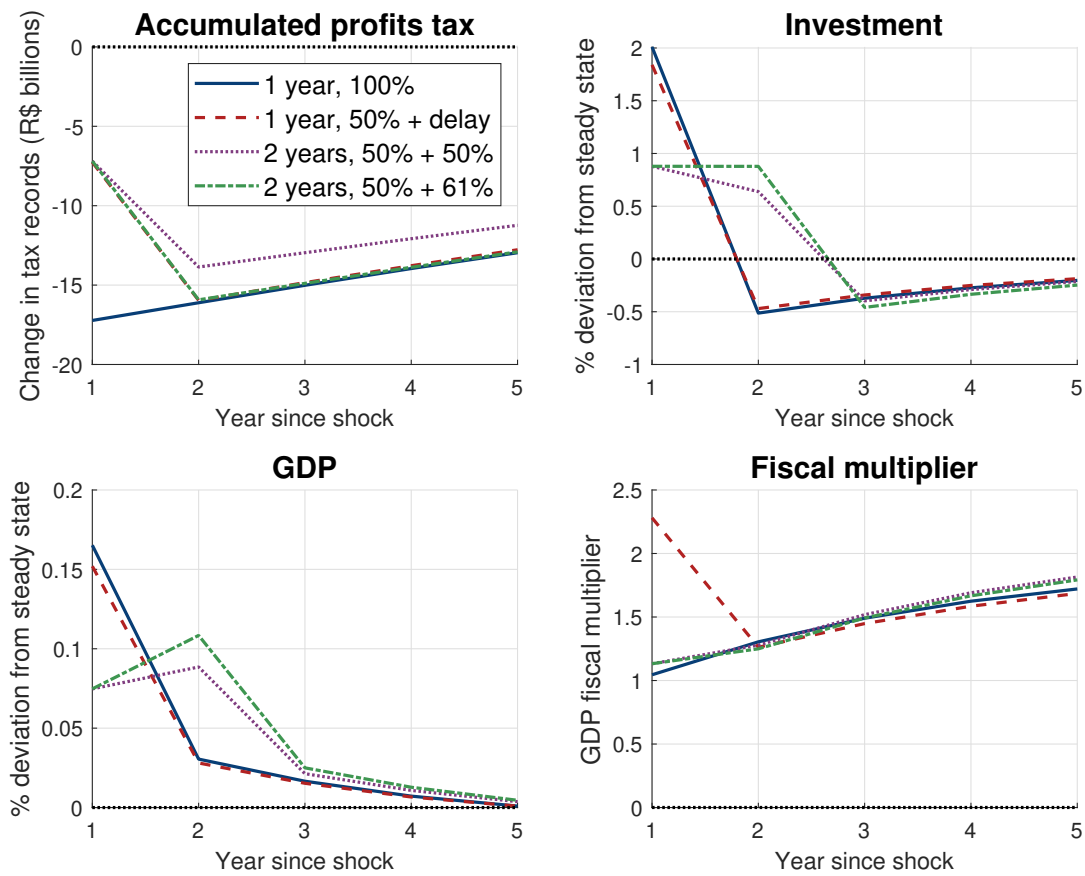 Accumulated profits tax
Change in tax records (R$ billions)
0
-5
-10
-15
-20
1 year, 100%
1 year, 50% + delay
2 years, 50% + 50%
2 years, 50% + 61%
1 2 3 4 5
Year since shock
Investment
% deviation from steady state
2
1.5
1
0.5
0
-0.5
-1
1 2 3 4 5
Year since shock
GDP
% deviation from steady state
0.2
0.15
0.1
0.05
0
1 2 3 4 5
Year since shock
Fiscal multiplier
GDP fiscal multiplier
2.5
2
1.5
1
0.5
0
1 2 3 4 5
Year since shock